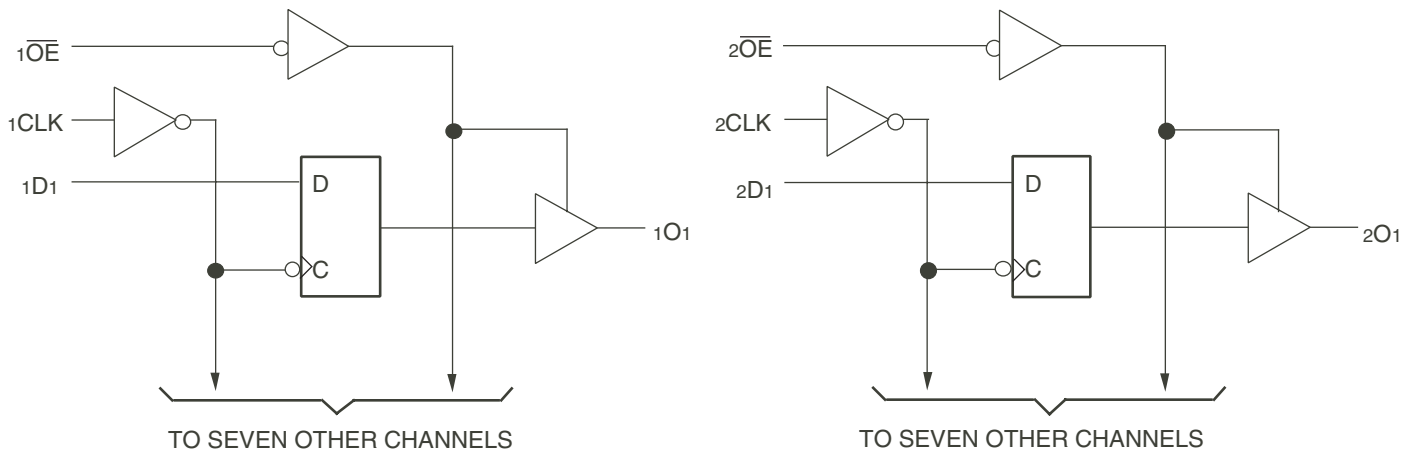 1OE
1CLK
1D1
D
C
1O1
TO SEVEN OTHER CHANNELS
2OE
2CLK
2D1
D
C
2O1
TO SEVEN OTHER CHANNELS